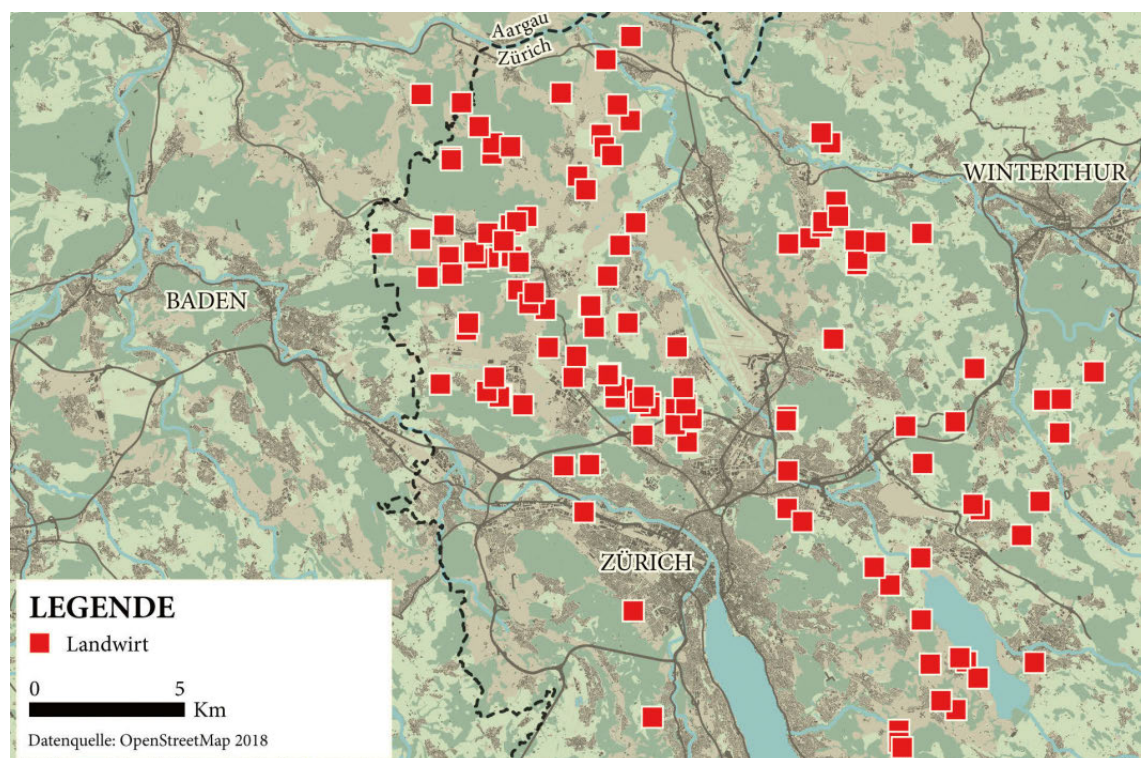 Aargau
Zürich
WINTERTHUR
BADEN
ZÜRICH
LEGENDE
Landwirt
0 5
Km
Datenquelle: OpenStreetMap 2018